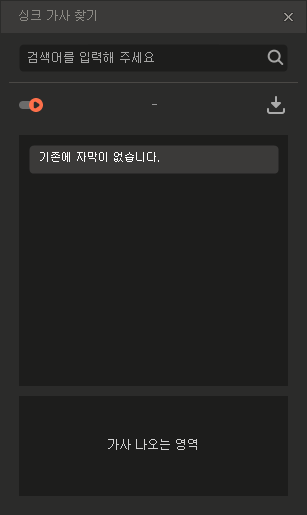 싱크 가사 찾기
검색어를 입력해 주세요
-
기존에 자막이 없습니다.
가사 나오는 영역